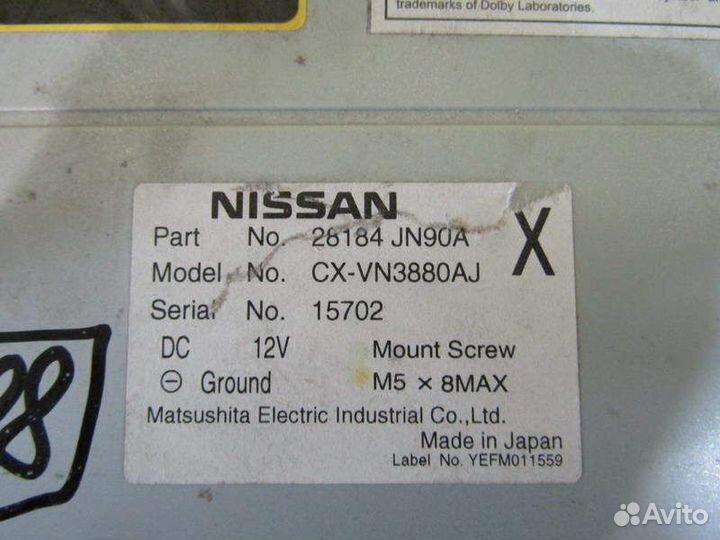 trademarks of Dolby Laboratories.
NISSAN
X
Part No. 28184 JN90A
Model No. CX-VN3880AJ
Serial No. 15702
DC 12V Mount Screw
⊖ Ground M5 × 8MAX
Matsushita Electric Industrial Co.,Ltd.
Made in Japan
Label No. YEFM011559
88
Avito